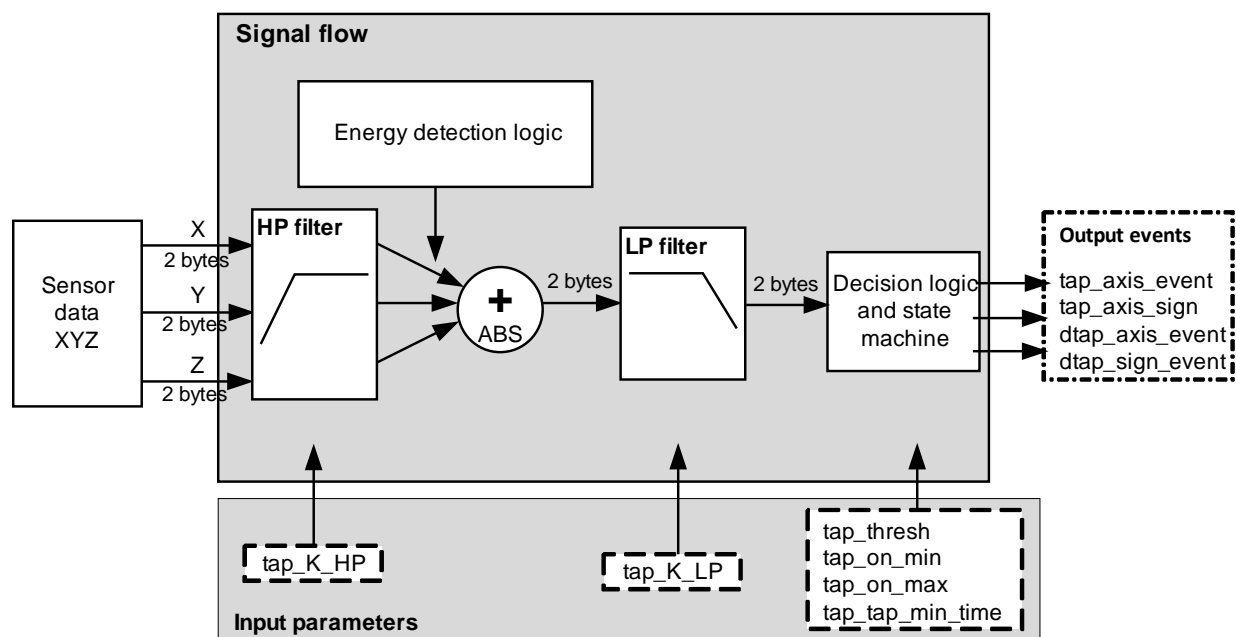 Signal flow
Energy detection logic
Sensor
data
XYZ
X
2 bytes
Y
2 bytes
Z
2 bytes
HP filter
+
ABS
2 bytes
LP filter
2 bytes
Decision logic
and state
machine
Output events
tap_axis_event
tap_axis_sign
dtap_axis_event
dtap_sign_event
tap_K_HP
tap_K_LP
tap_thresh
tap_on_min
tap_on_max
tap_tap_min_time
Input parameters